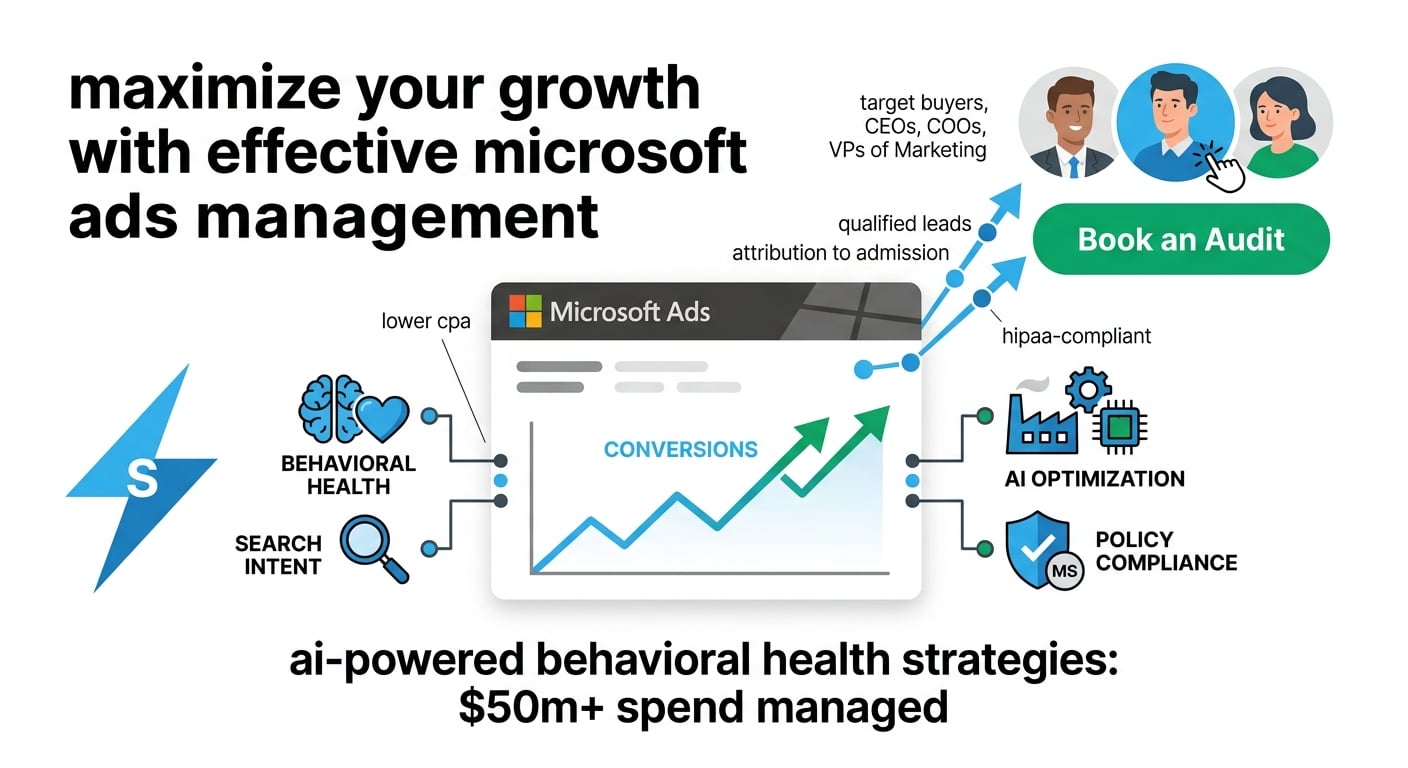 maximize your growth
with effective microsoft
ads management
target buyers,
CEOs, COOs,
VPs of Marketing
qualified leads
attribution to admission
Book an Audit
Microsoft Ads
lower cpa
hipaa-compliant
CONVERSIONS
S
BEHAVIORAL
HEALTH
SEARCH
INTENT
AI OPTIMIZATION
POLICY
COMPLIANCE
MS
ai-powered behavioral health strategies:
$50m+ spend managed